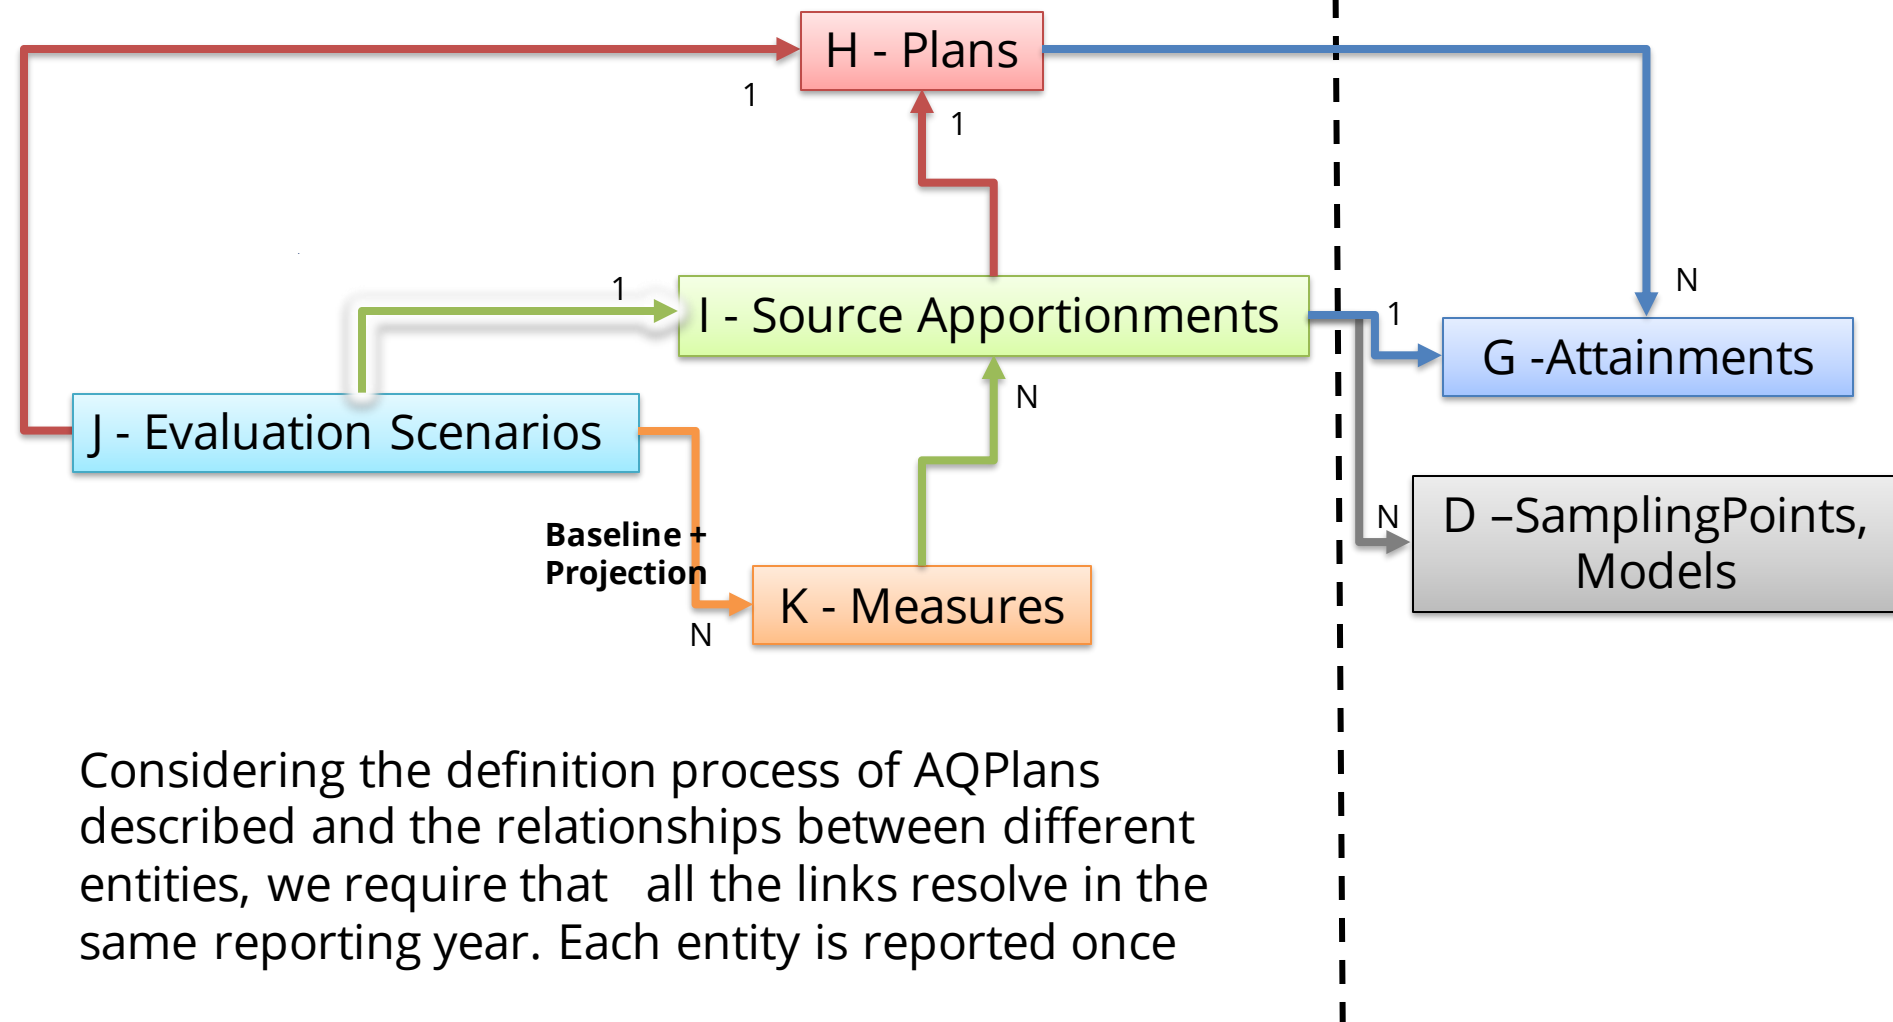 H - Plans
1
1
1
I - Source Apportionments
1
N
G -Attainments
N
J - Evaluation Scenarios
Baseline +
Projection
N
K - Measures
N
D –SamplingPoints,
Models
Considering the definition process of AQPlans
described and the relationships between different
entities, we require that   all the links resolve in the
same reporting year. Each entity is reported once